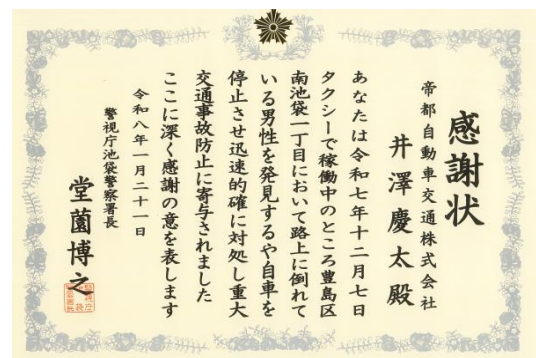 感謝状
帝都自動車交通株式会社
井澤慶太殿
あなたは令和七年十二月七日
タクシーで稼働中のところ豊島区
南池袋一丁目において路上に倒れて
いる男性を発見するや自車を
停止させ迅速的確に対処し重大
交通事故防止に寄与されました
ここに深く感謝の意を表します
令和八年一月二十一日
警視庁池袋警察署長
堂薗博之